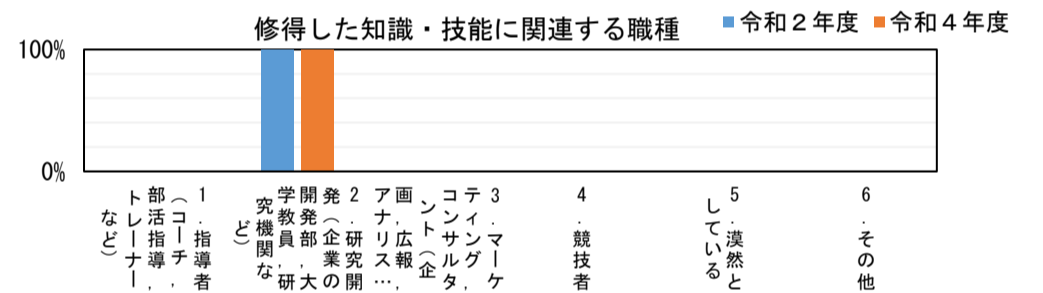 修得した知識・技能に関連する職種
令和２年度
令和４年度
100%
0%
１.指導者
（コーチ,
部活指導,
トレーナー
など）
２.研究開
発（企業の
開発部,大
学教員,研
究機関な
ど）
３.マーケ
ティング,
コンサルタ
ント（企
画,広報,
アナリス…
４.競技者
５.漠然と
している
６.その他